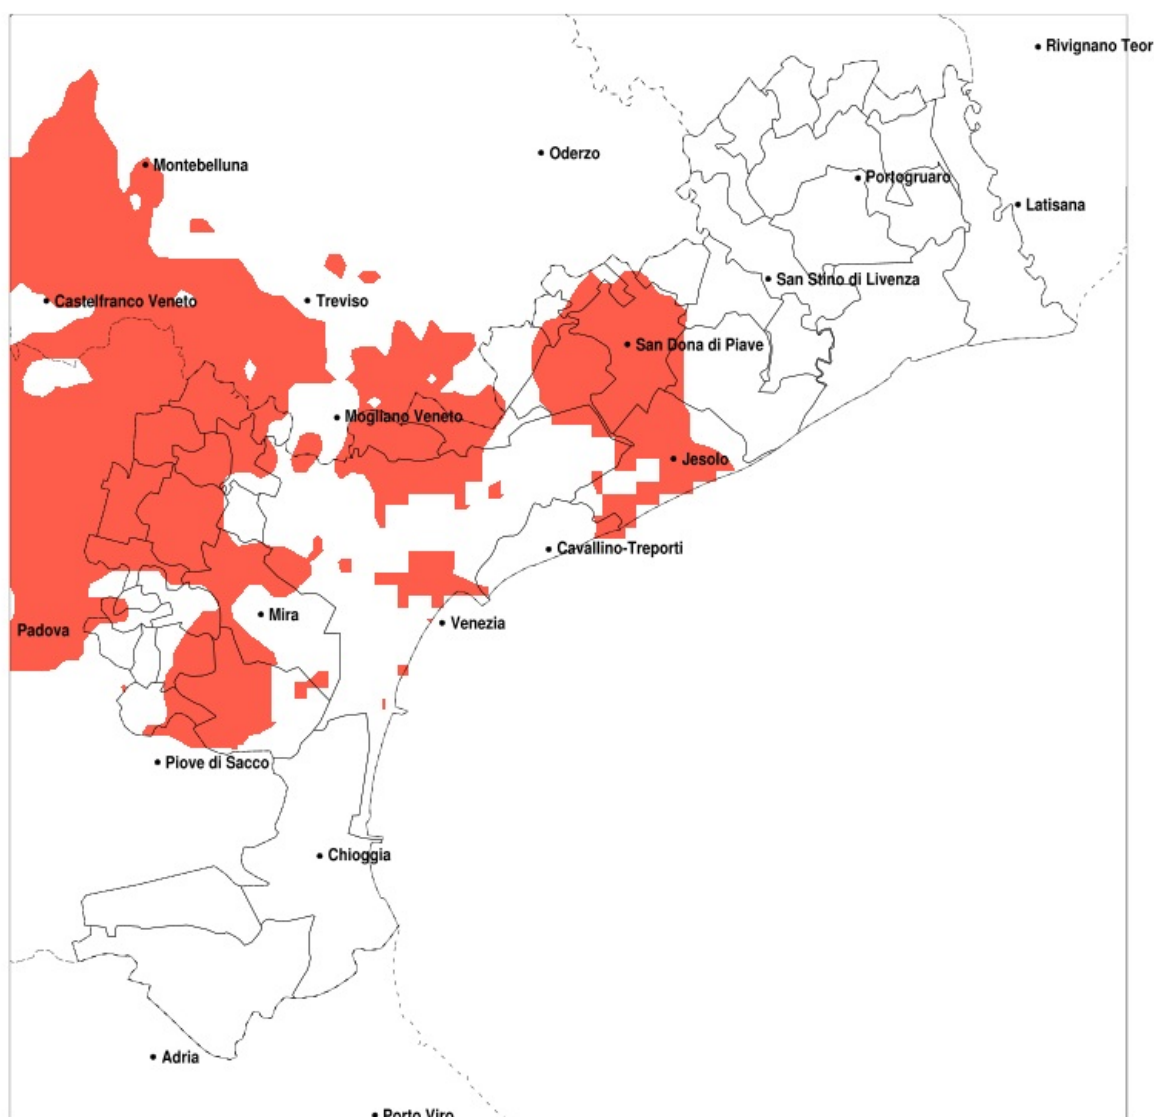 Rivignano Teor
Oderzo
Montebelluna
Portogruaro
Latisana
San Stino di Livenza
Castelfranco Veneto
Treviso
San Dona di Piave
Mogliano Veneto
Jesolo
Cavallino-Treporti
Mira
Venezia
Padova
Piove di Sacco
Chioggia
Adria
Porto Viro